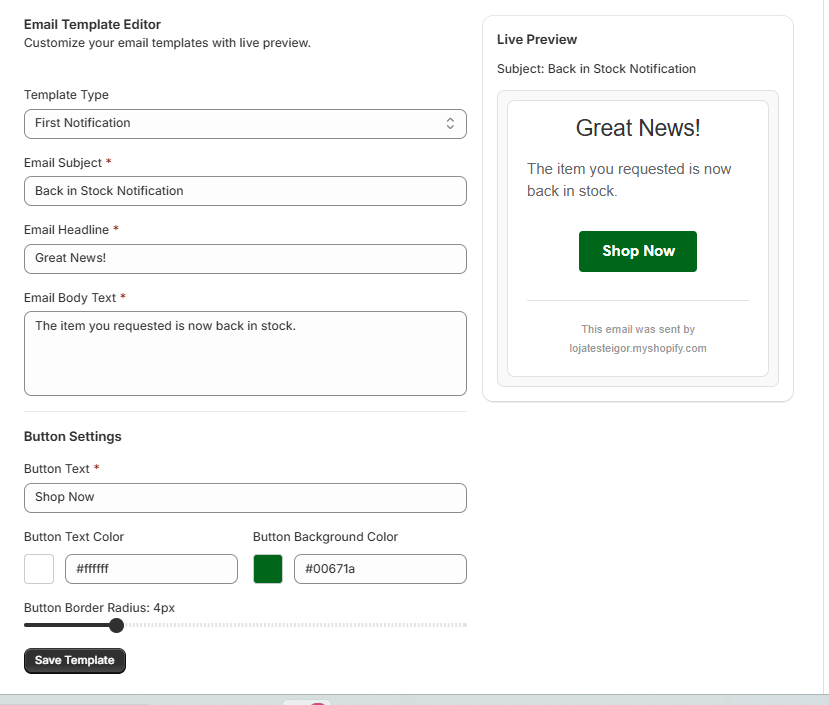 Email Template Editor
Customize your email templates with live preview.
Template Type
First Notification
Email Subject *
Back in Stock Notification
Email Headline *
Great News!
Email Body Text *
The item you requested is now back in stock.
Button Settings
Button Text *
Shop Now
Button Text Color
Button Background Color
#ffffff
#00671a
Button Border Radius: 4px
Save Template
Live Preview
Subject: Back in Stock Notification
Great News!
The item you requested is now
back in stock.
Shop Now
This email was sent by
lojatesteigor.myshopify.com